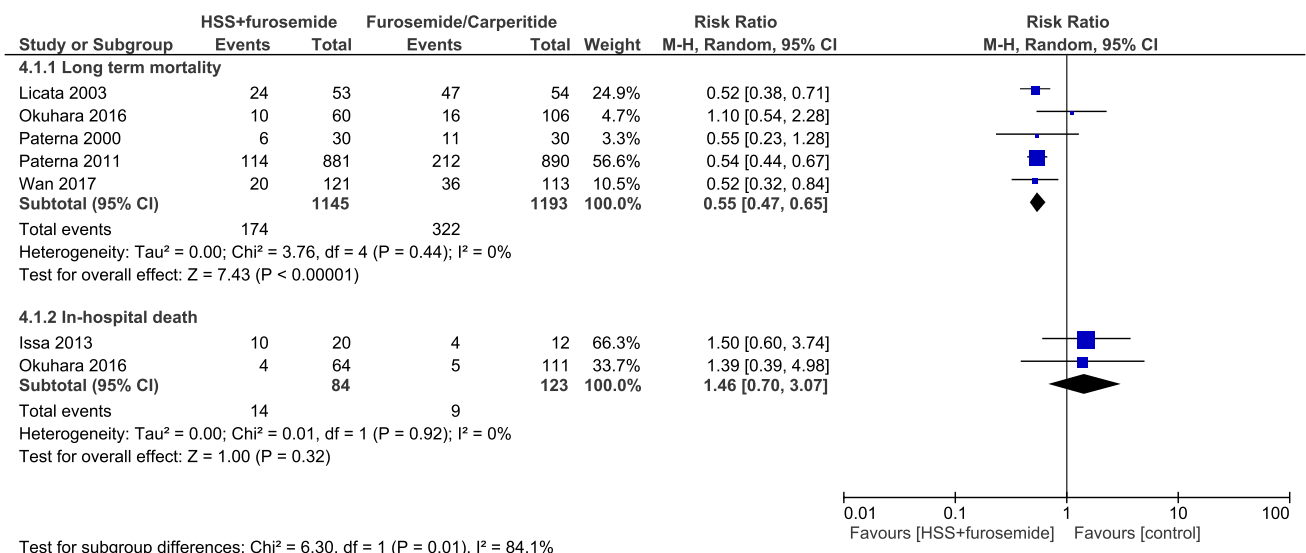 HSS+furosemide Furosemide/Carperitide Risk Ratio Risk Ratio
Study or Subgroup Events Total Events Total Weight M-H, Random, 95% CI M-H, Random, 95% CI
4.1.1 Long term mortality
Licata 2003 24 53 47 54 24.9% 0.52 [0.38, 0.71]
Okuhara 2016 10 60 16 106 4.7% 1.10 [0.54, 2.28]
Paterna 2000 6 30 11 30 3.3% 0.55 [0.23, 1.28]
Paterna 2011 114 881 212 890 56.6% 0.54 [0.44, 0.67]
Wan 2017 20 121 36 113 10.5% 0.52 [0.32, 0.84]
Subtotal (95% CI) 1145 1193 100.0% 0.55 [0.47, 0.65]
Total events 174 322
Heterogeneity: Tau² = 0.00; Chi² = 3.76, df = 4 (P = 0.44); I² = 0%
Test for overall effect: Z = 7.43 (P < 0.00001)
4.1.2 In-hospital death
Issa 2013 10 20 4 12 66.3% 1.50 [0.60, 3.74]
Okuhara 2016 4 64 5 111 33.7% 1.39 [0.39, 4.98]
Subtotal (95% CI) 84 123 100.0% 1.46 [0.70, 3.07]
Total events 14 9
Heterogeneity: Tau² = 0.00; Chi² = 0.01, df = 1 (P = 0.92); I² = 0%
Test for overall effect: Z = 1.00 (P = 0.32)
0.01 0.1 1 10 100
Favours [HSS+furosemide] Favours [control]
Test for subgroup differences: Chi² = 6.30, df = 1 (P = 0.01), I² = 84.1%